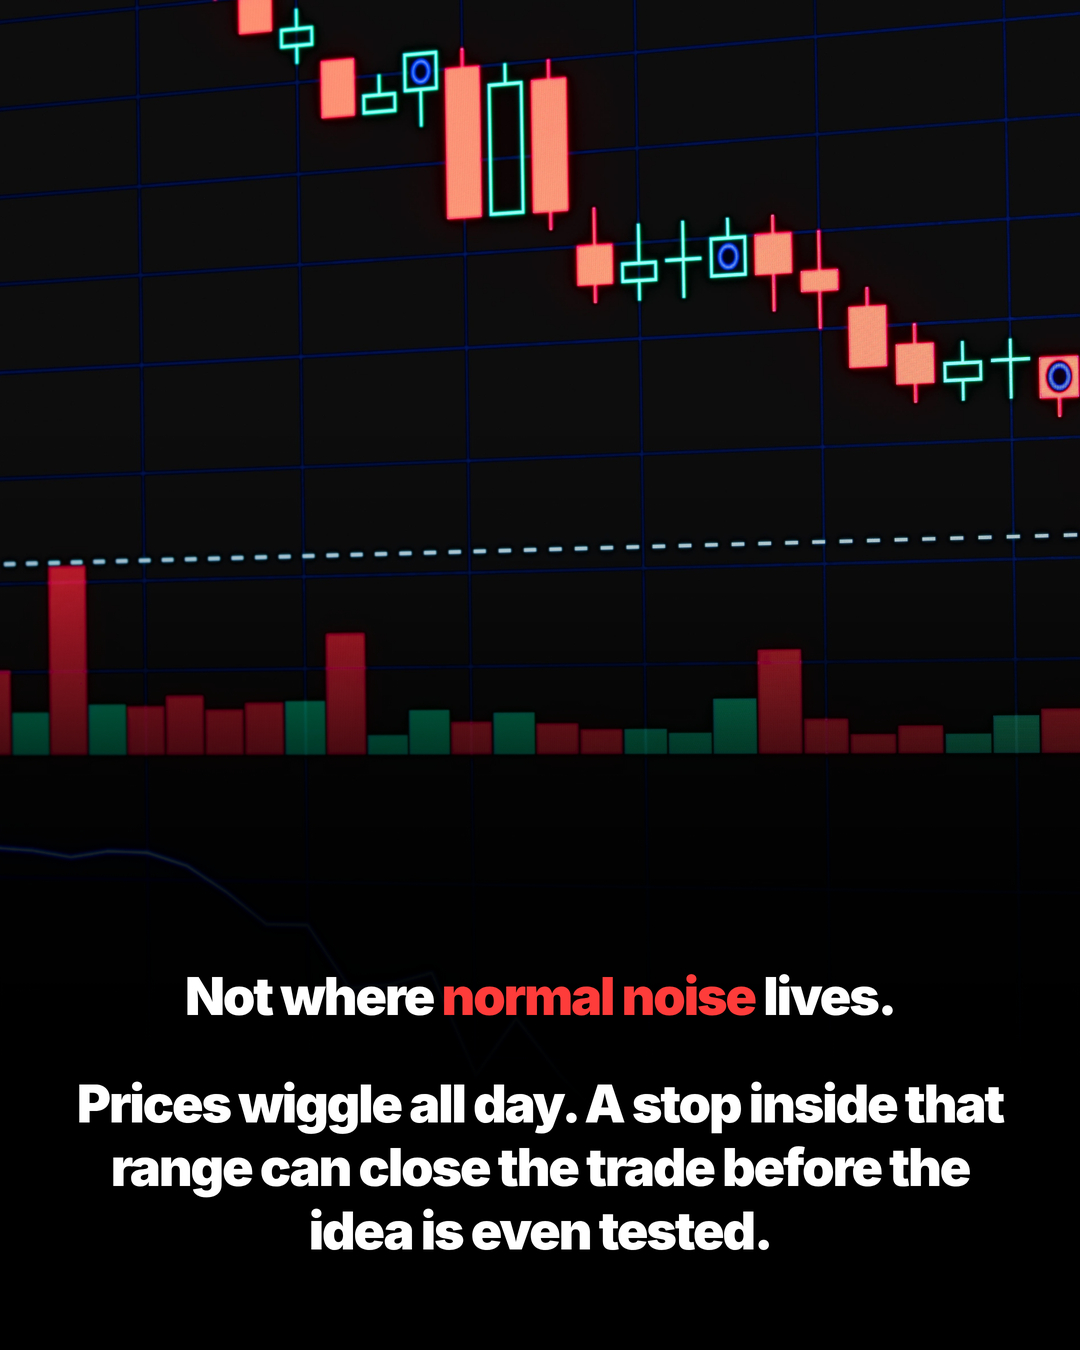 Not where normal noise lives.
Prices wiggle all day. A stop inside that
range can close the trade before the
idea is even tested.